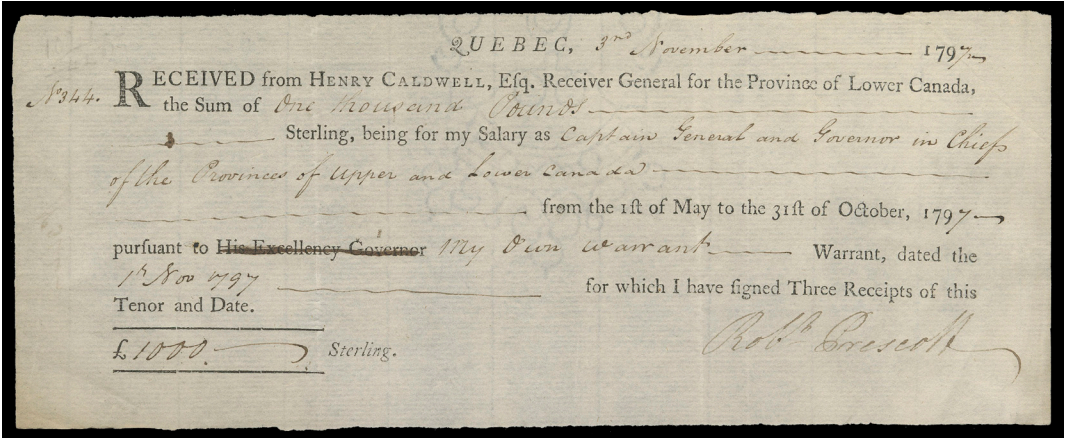 QUEBEC, 3rd November 1797
No 344.
RECEIVED from HENRY CALDWELL, Eſq. Receiver General for the Province of Lower Canada,
the Sum of One thousand Pounds
Sterling, being for my Salary as Captain General and Governor in Chief
of the Provinces of Upper and Lower Canada
from the 1ſt of May to the 31ſt of October, 1797
pursuant to His Excellency Governor My Own Warrant Warrant, dated the
1st Nov 1797 for which I have ſigned Three Receipts of this
Tenor and Date.
£ 1000. Sterling.
Robt Prescott